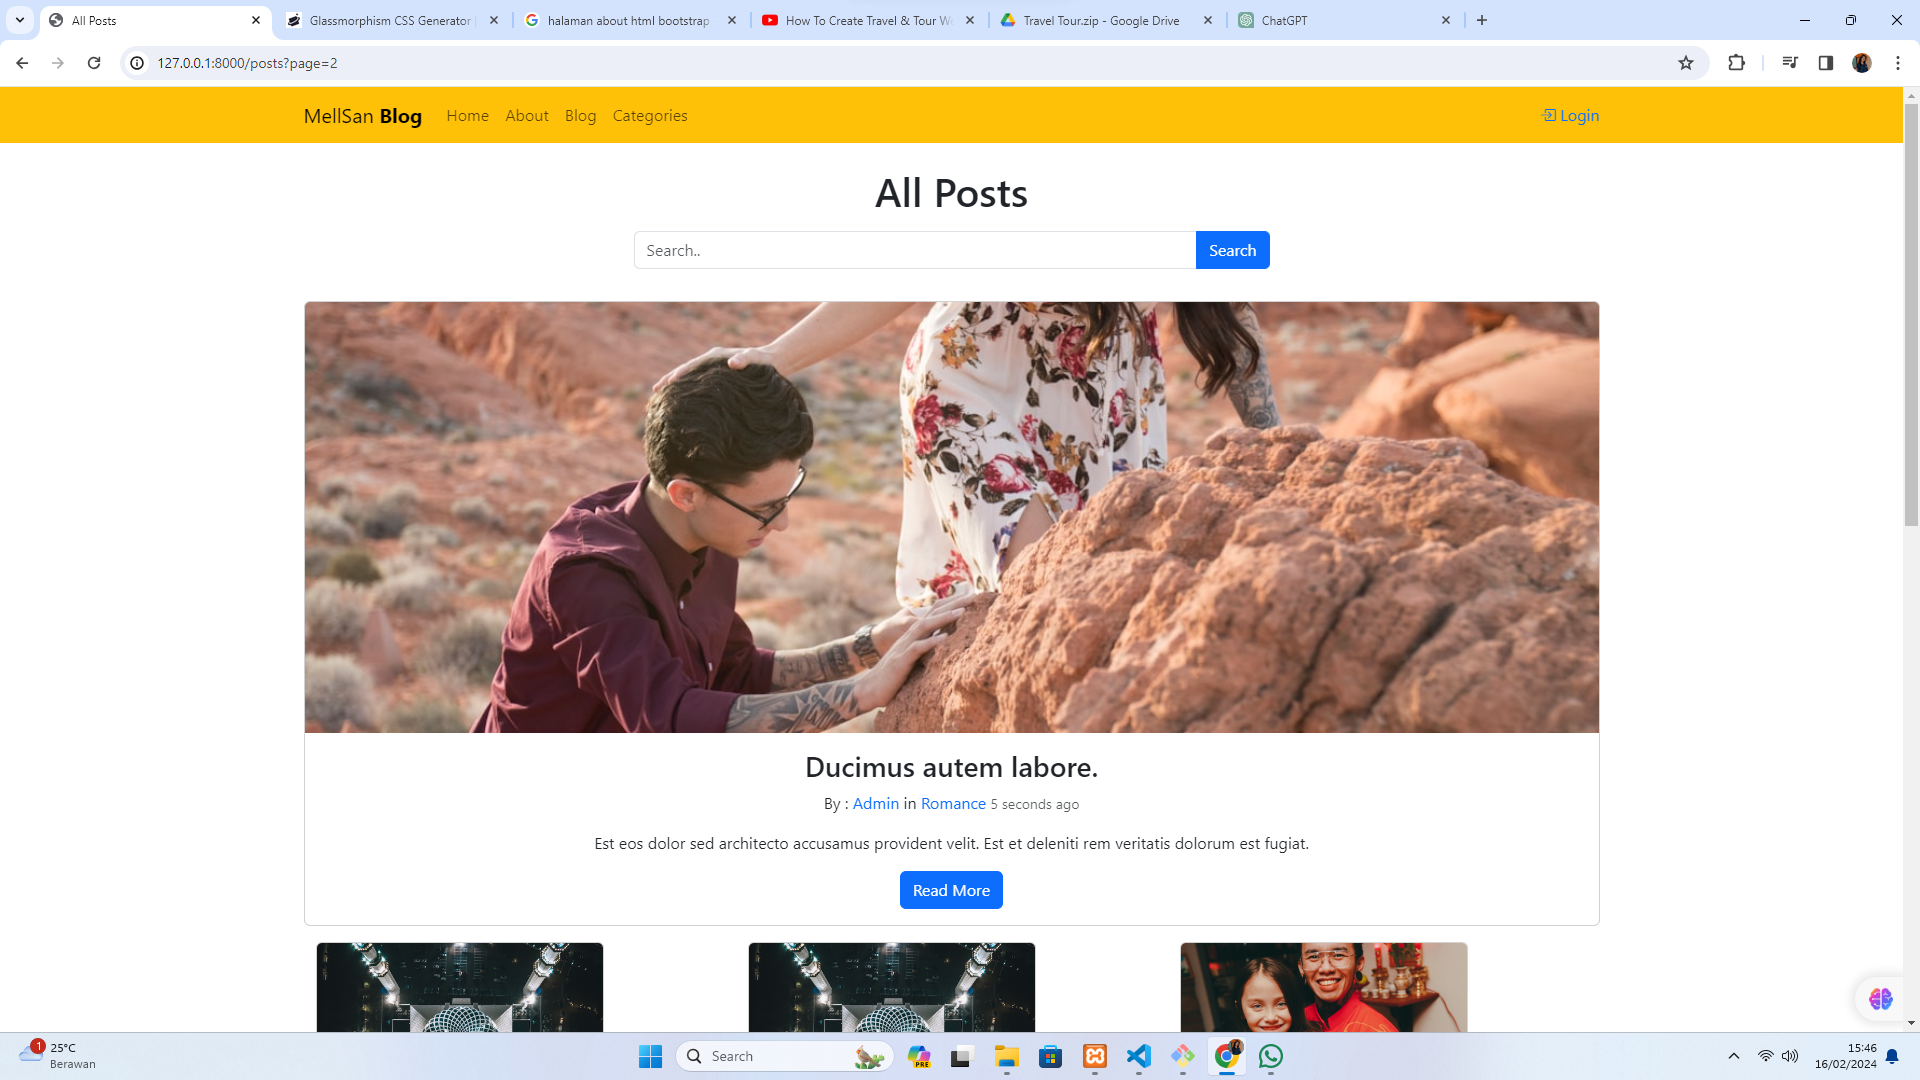 All Posts
Glassmorphism CSS Generator
halaman about html bootstrap
How To Create Travel & Tour W
Travel Tour.zip - Google Drive
ChatGPT
127.0.0.1:8000/posts?page=2
MellSan Blog Home About Blog Categories Login
All Posts
Search.. Search
Ducimus autem labore.
By : Admin in Romance 5 seconds ago
Est eos dolor sed architecto accusamus provident velit. Est et deleniti rem veritatis dolorum est fugiat.
Read More
1 25°C
Berawan
Search
PRE
15:46
16/02/2024